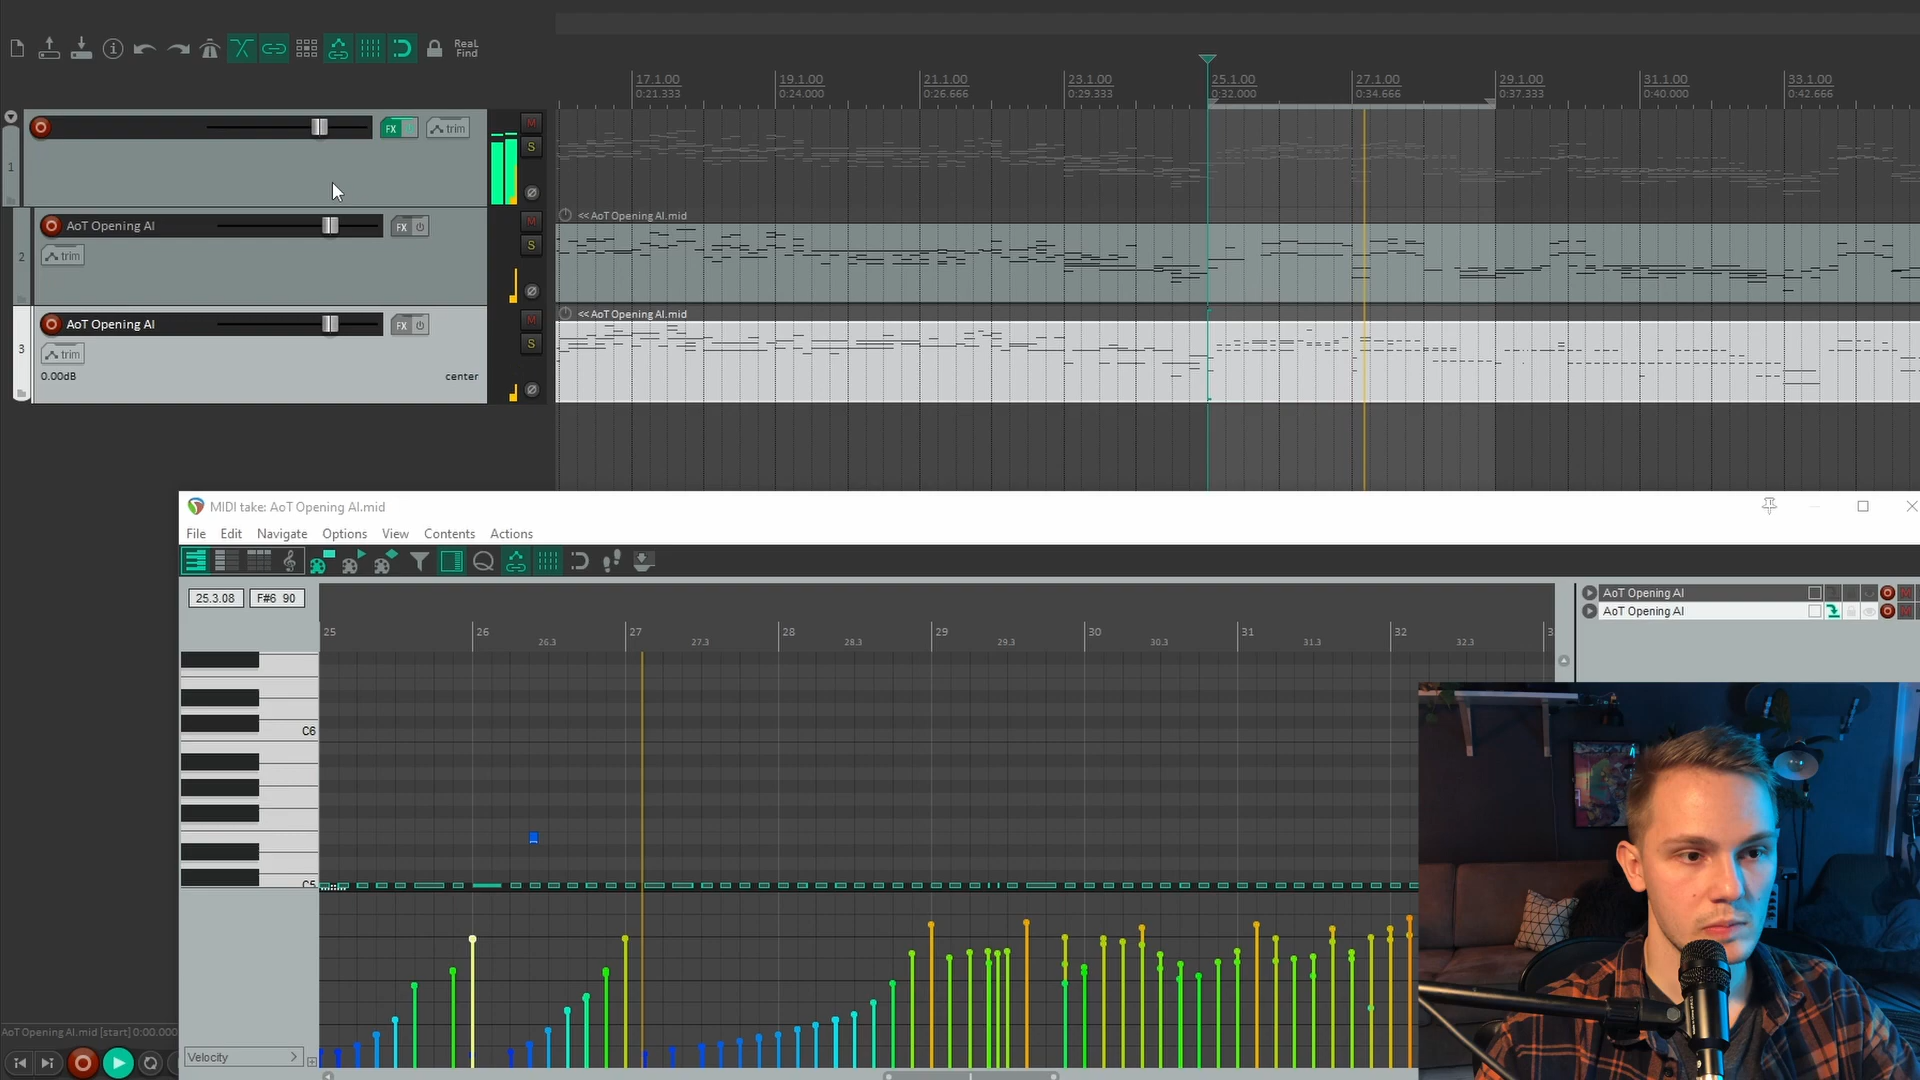 Real
Find
17.1.00
0:21.333
19.1.00
0:24.000
21.1.00
0:26.666
23.1.00
0:29.333
25.1.00
0:32.000
27.1.00
0:34.666
29.1.00
0:37.333
31.1.00
0:40.000
33.1.00
0:42.666
1
FX
trim
M
S
<< AoT Opening AI.mid
2
AoT Opening AI
FX
trim
M
S
<< AoT Opening AI.mid
3
AoT Opening AI
FX
trim
0.00dB
center
M
S
MIDI take: AoT Opening AI.mid
File Edit Navigate Options View Contents Actions
25.3.08
F#6 90
AoT Opening AI
M
AoT Opening AI
M
25 26 27 28 29 30 31 32 3
26.3 27.3 28.3 29.3 30.3 31.3 32.3
C6
C5
AoT Opening AI.mid [start] 0:00.000
Velocity